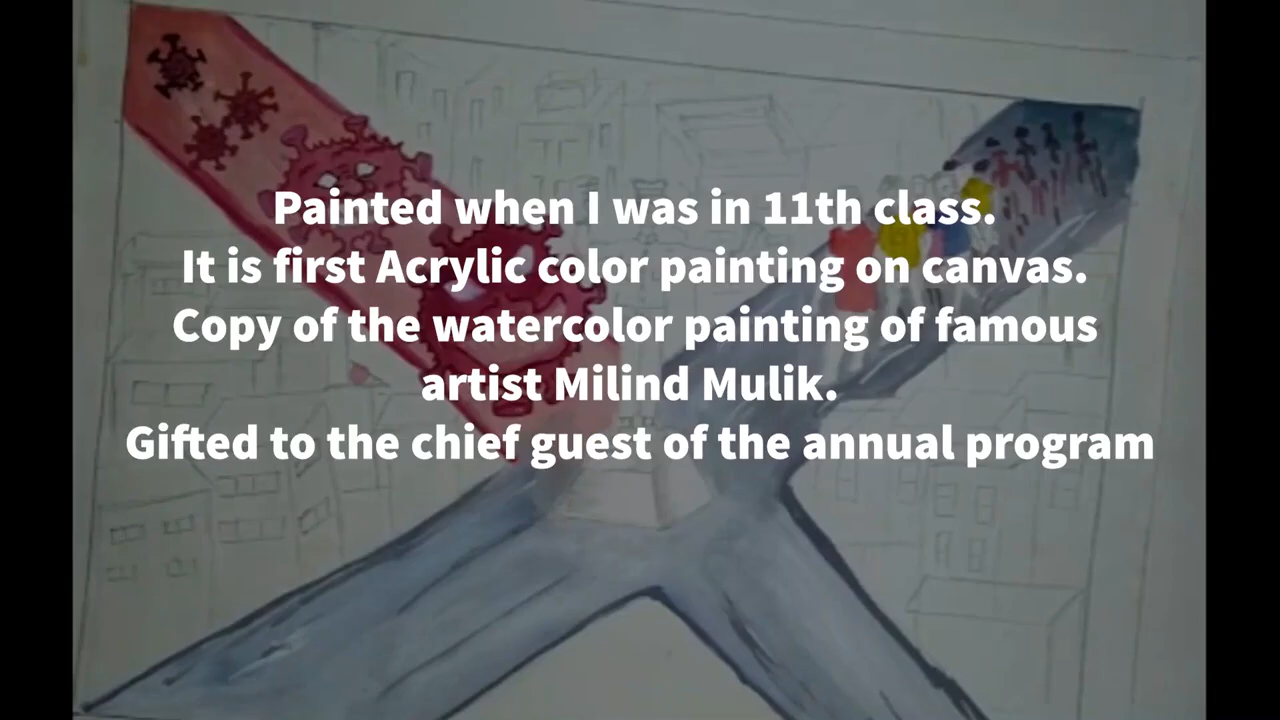 Painted when I was in 11th class.
It is first Acrylic color painting on canvas.
Copy of the watercolor painting of famous
artist Milind Mulik.
Gifted to the chief guest of the annual program